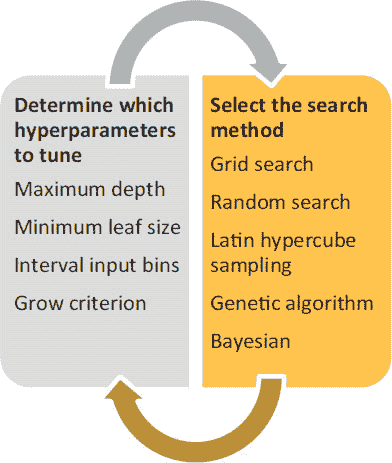 Determine which
hyperparameters
to tune
Maximum depth
Minimum leaf size
Interval input bins
Grow criterion
Select the search
method
Grid search
Random search
Latin hypercube
sampling
Genetic algorithm
Bayesian